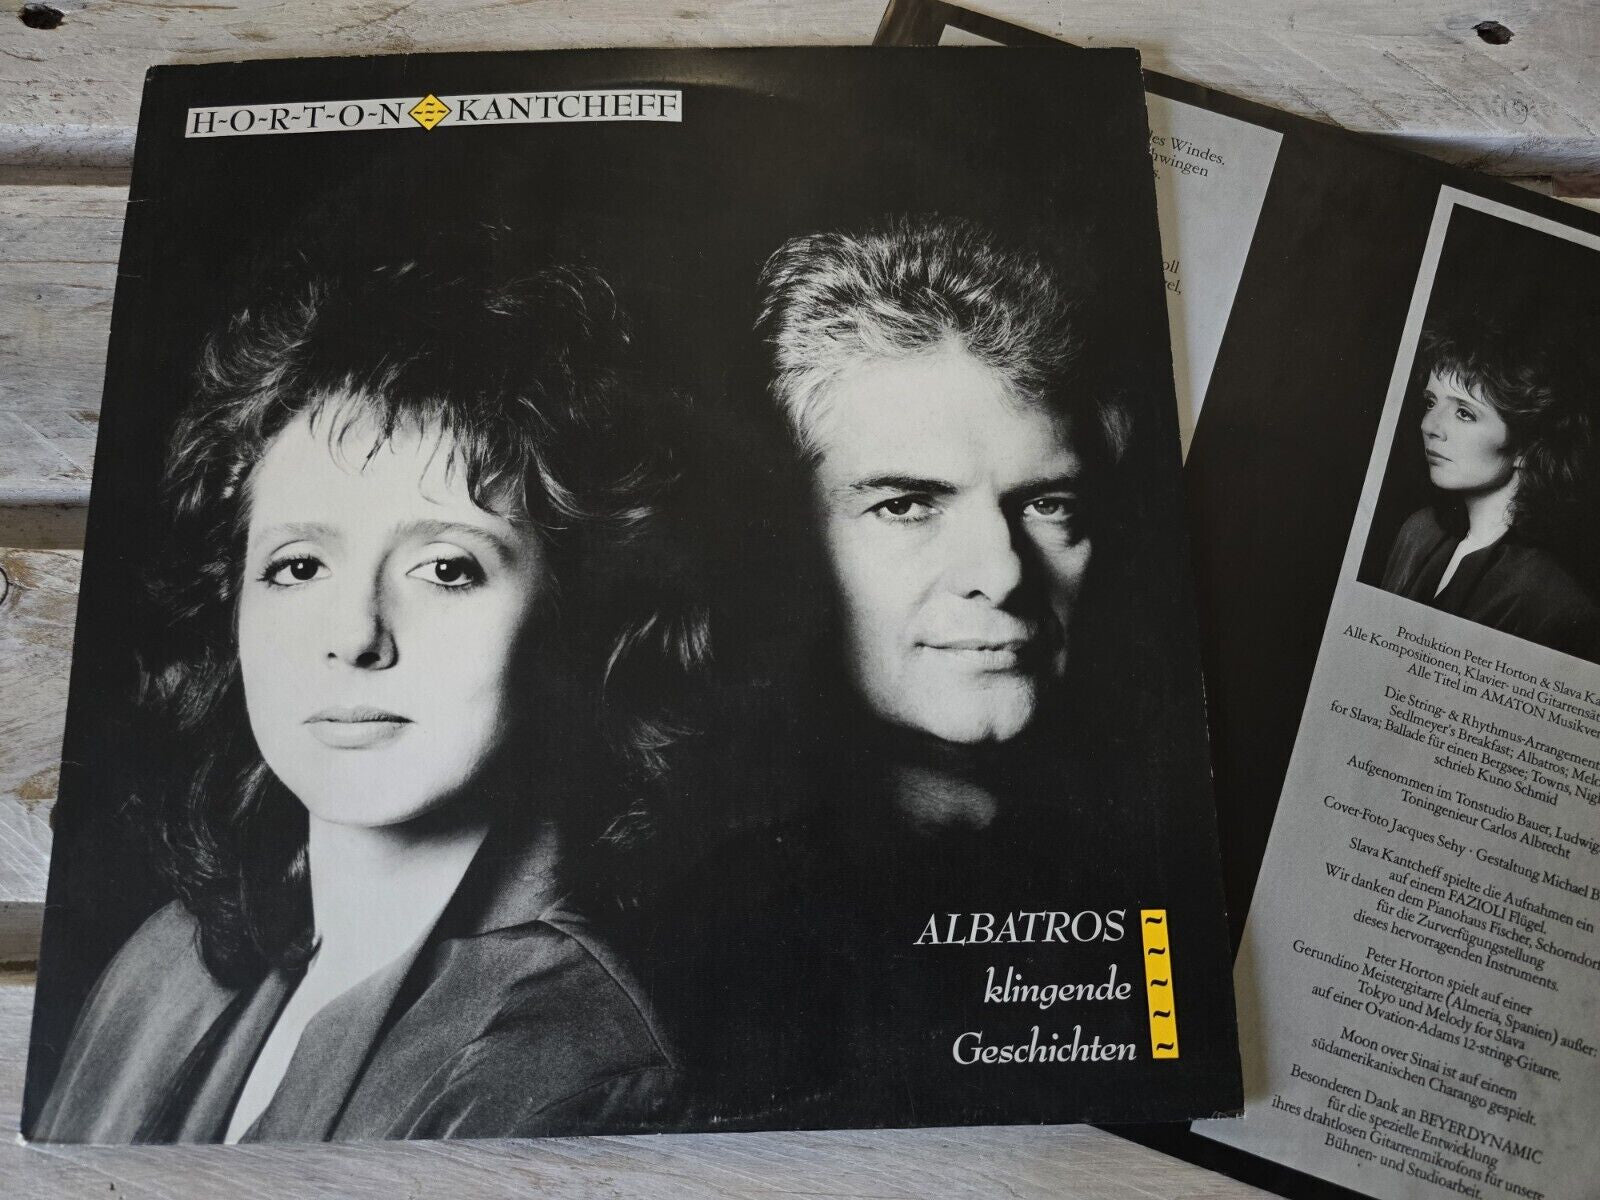 H~O~R~T~O~N KANTCHEFF
ALBATROS
klingende
Geschichten
des Windes,
Produktion Peter Horton & Slava
Alle Kompositionen, Klavier- und
Alle Titel im AMATON
Die String- & Rhythmus-Arrangements
Sedlmeyer's Breakfast; Albatros;
for Slava; Ballade für einen Bergsee; Towns,
schrieb Kuno Schmid
Aufgenommen im Tonstudio Bauer,
Toningenieur Carlos Albrecht
Cover-Foto Jacques Sehy · Gestaltung Michael
Slava Kantcheff spielte die Aufnahmen ein
auf einem FAZIOLI Flügel.
Wir danken dem Pianohaus Fischer, Schorndorf
für die Zurverfügungstellung
dieses hervorragenden Instruments.
Peter Horton spielt auf einer
Gerundino Meistergitarre (Almeria, Spanien) außer:
Tokyo und Melody for Slava
auf einer Ovation-Adams 12-string-Gitarre.
Moon over Sinai ist auf einem
südamerikanischen Charango gespielt.
Besonderen Dank an BEYERDYNAMIC
für die spezielle Entwicklung
ihres drahtlosen Gitarrenmikrofons für unsere
Bühnen- und Studioarbeit.